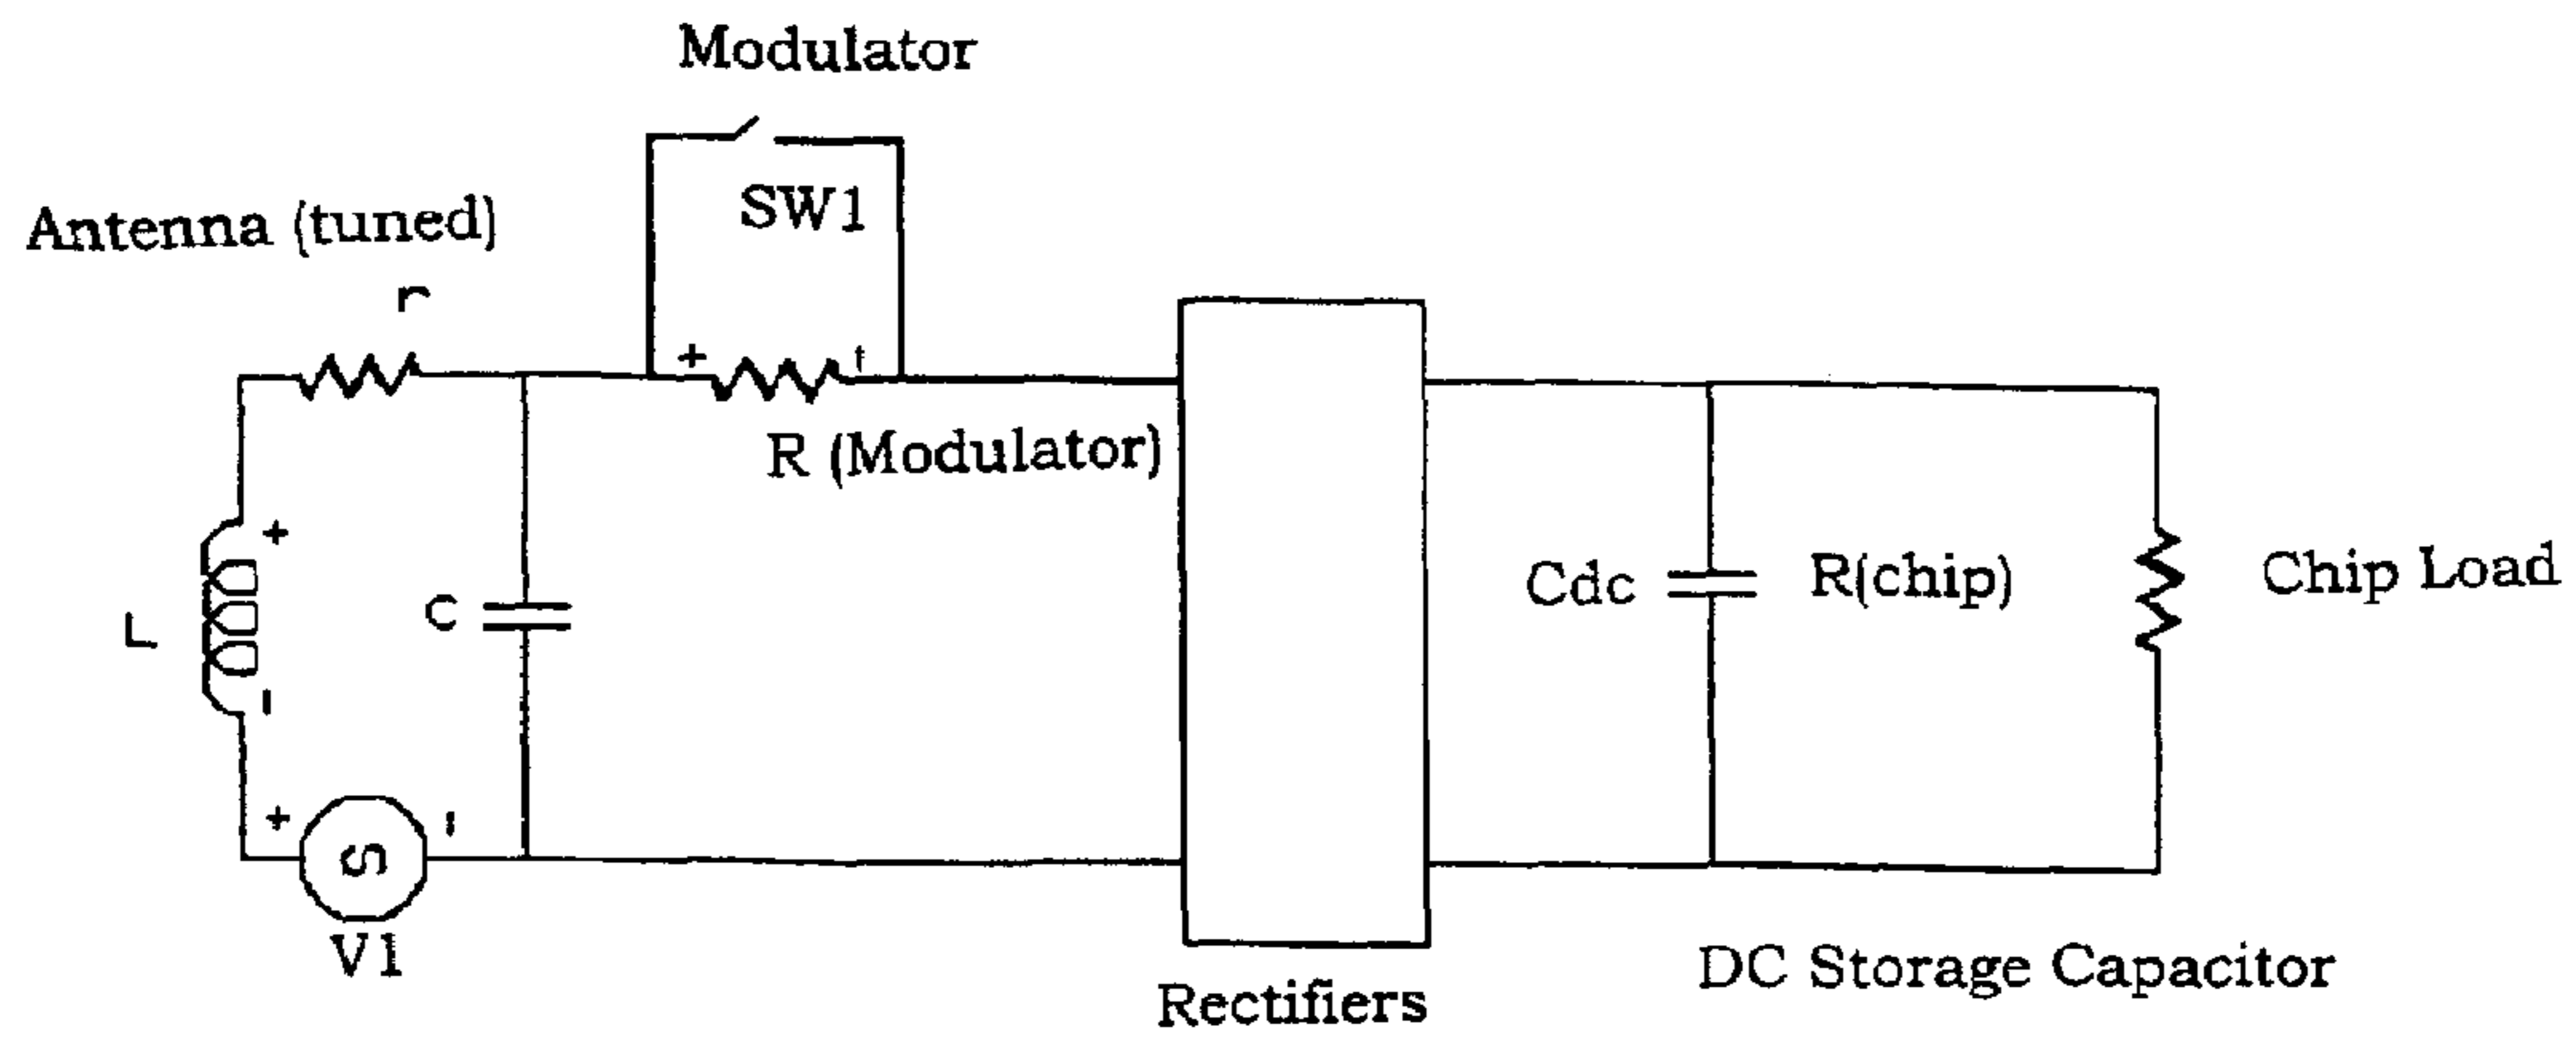 Modulator
SW1
Antenna (tuned)
r
+
R (Modulator)
+
L
-
C
Cdc
R(chip)
Chip Load
+
-
S
V1
Rectifiers
DC Storage Capacitor